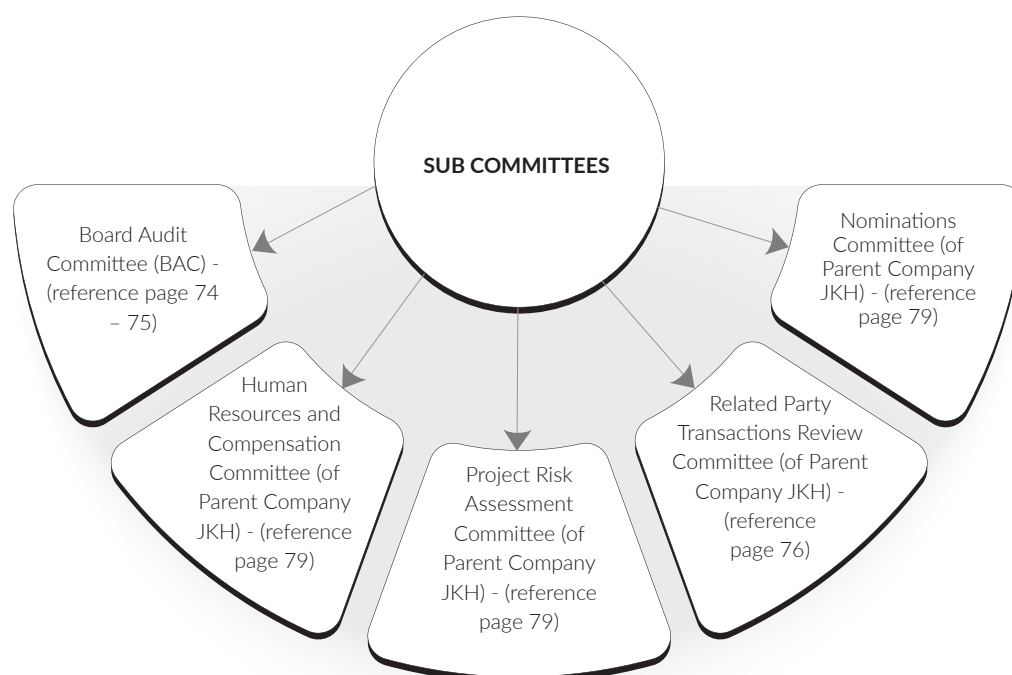 SUB COMMITTEES
Board Audit
Committee (BAC) -
(reference page 74
– 75)
Human
Resources and
Compensation
Committee (of
Parent Company
JKH) - (reference
page 79)
Project Risk
Assessment
Committee (of
Parent Company
JKH) - (reference
page 79)
Related Party
Transactions Review
Committee (of Parent
Company JKH) -
(reference
page 76)
Nominations
Committee (of
Parent Company
JKH) - (reference
page 79)